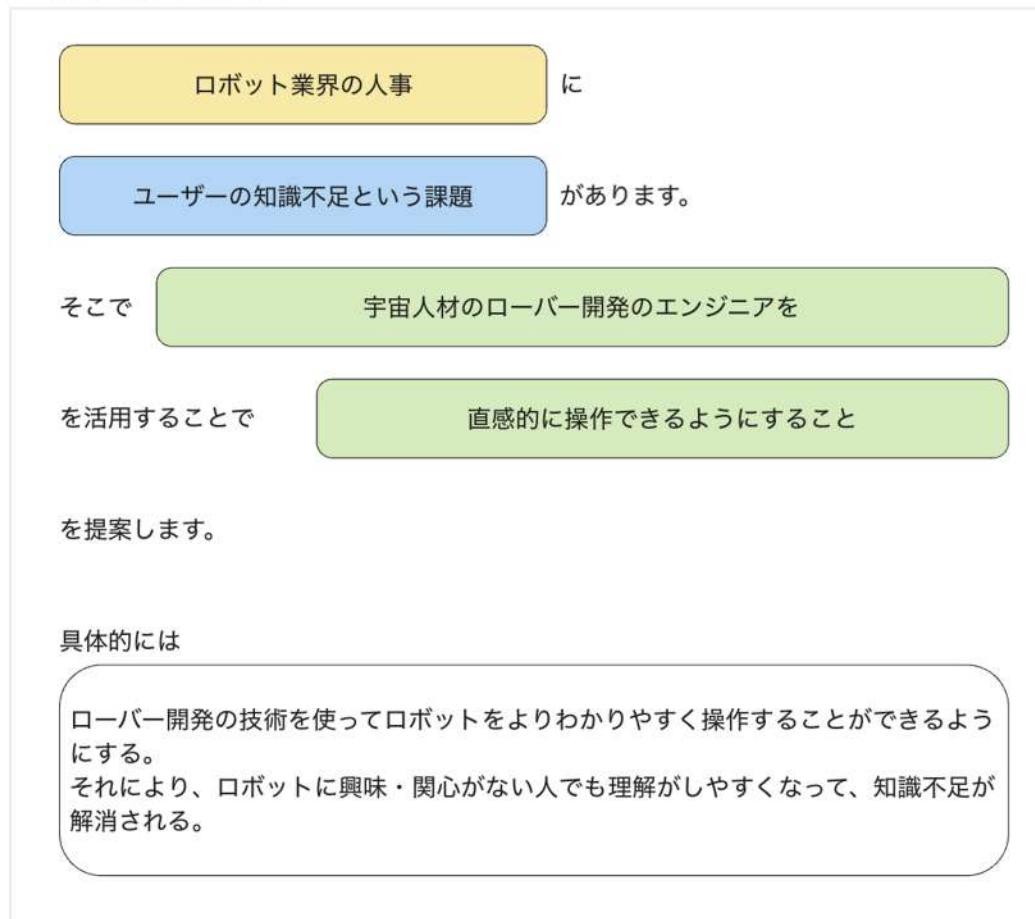 ロボット業界の人事 に
ユーザーの知識不足という課題 があります。
そこで 宇宙人材のローバー開発のエンジニアを
を活用することで 直感的に操作できるようにすること
を提案します。
具体的には
ローバー開発の技術を使ってロボットをよりわかりやすく操作することができるよう
にする。
それにより、ロボットに興味・関心がない人でも理解がしやすくなって、知識不足が
解消される。